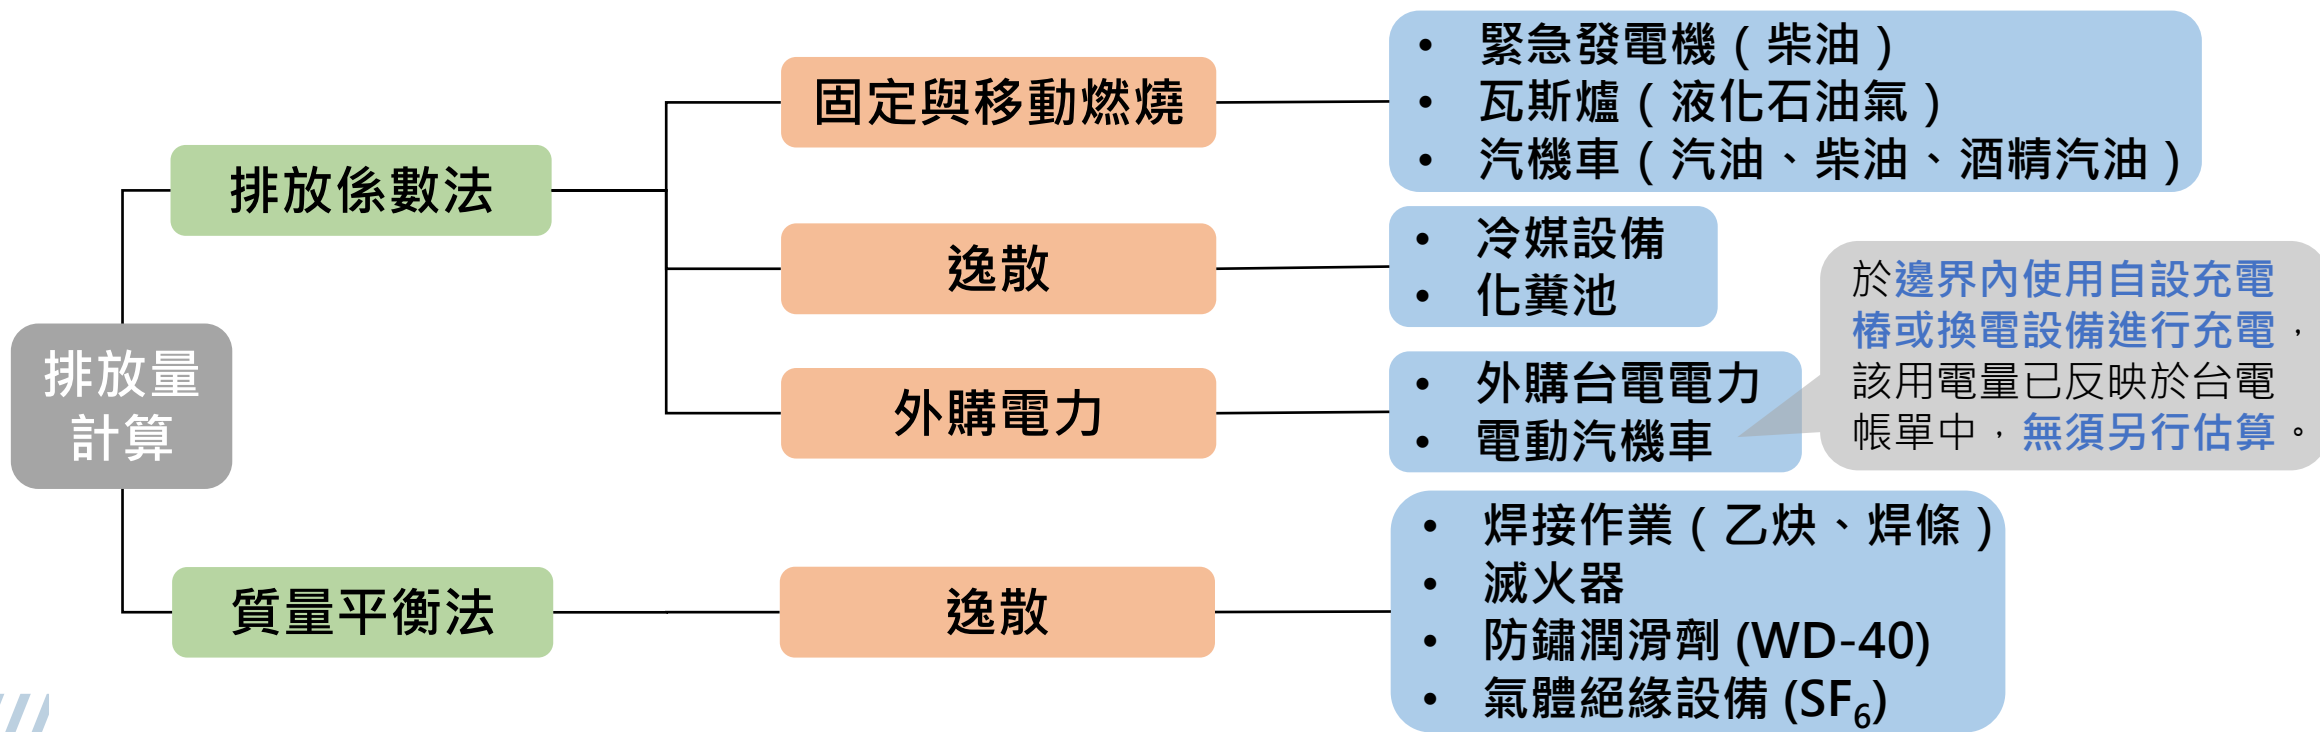 排放量
計算
排放係數法
固定與移動燃燒
• 緊急發電機（柴油）
• 瓦斯爐（液化石油氣）
• 汽機車（汽油、柴油、酒精汽油）
逸散
• 冷媒設備
• 化糞池
外購電力
• 外購台電電力
• 電動汽機車
於邊界內使用自設充電
樁或換電設備進行充電，
該用電量已反映於台電
帳單中，無須另行估算。
質量平衡法
逸散
• 焊接作業（乙炔、焊條）
• 滅火器
• 防鏽潤滑劑 (WD-40)
• 氣體絕緣設備 (SF₆)